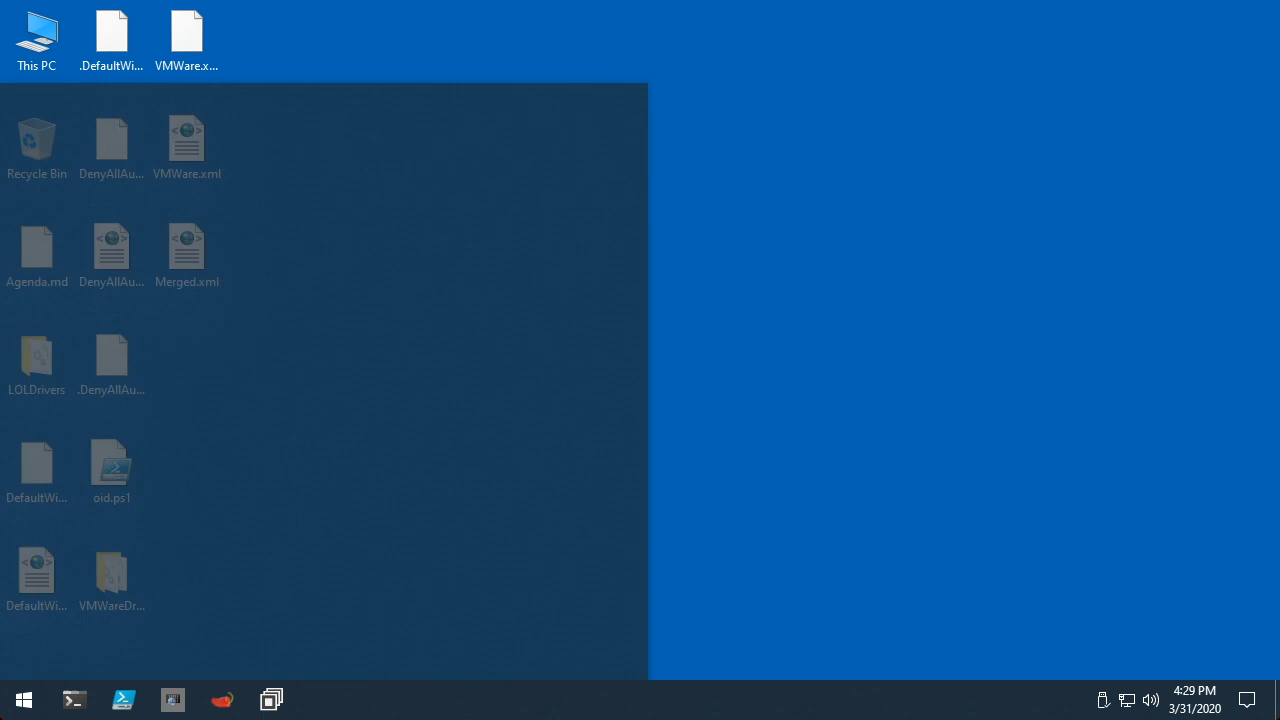 This PC
.DefaultWi...
VMWare.x...
Recycle Bin
DenyAllAu...
VMWare.xml
Agenda.md
DenyAllAu...
Merged.xml
LOLDrivers
.DenyAllAu...
DefaultWi...
oid.ps1
DefaultWi...
VMWareDr...
4:29 PM
3/31/2020